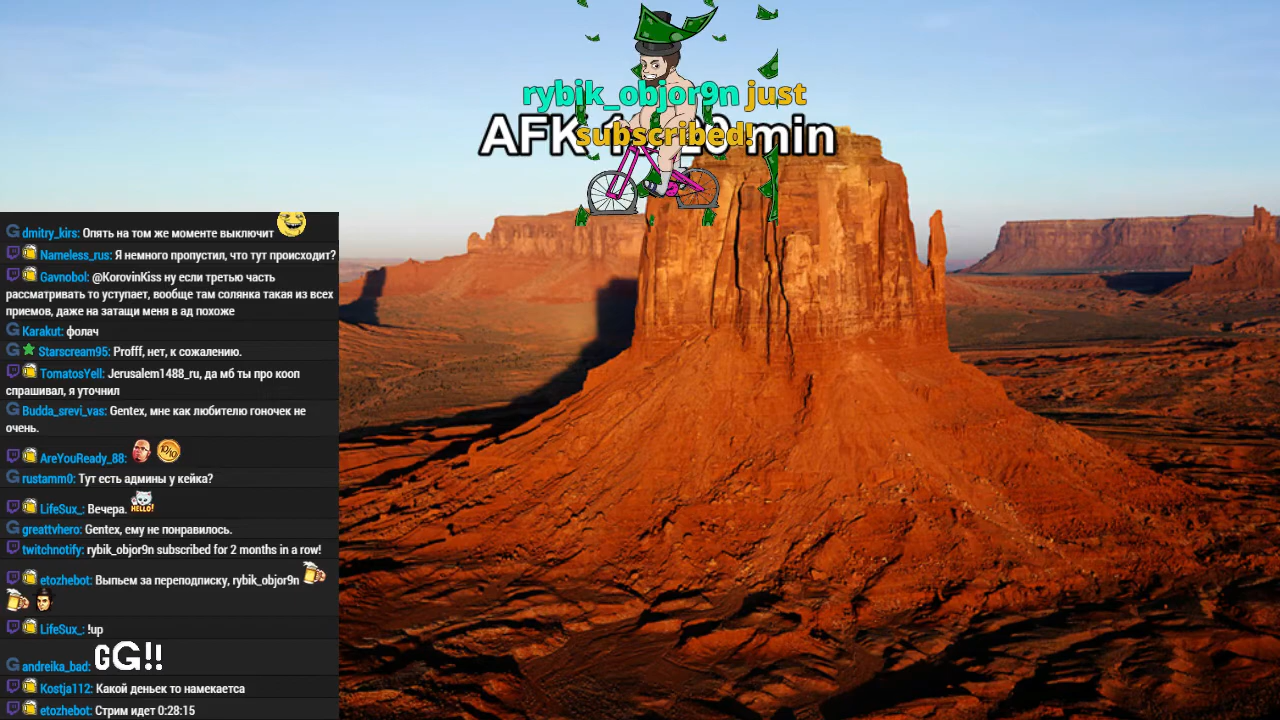 rybik_objor9n just
subscribed!
AFK min
dmitry_kirs: Опять на том же моменте выключит
Nameless_rus: Я немного пропустил, что тут происходит?
Gavnobol: @KorovinKiss ну если третью часть
рассматривать то уступает, вообще там солянка такая из всех
приемов, даже на затащи меня в ад похоже
Karakut: фолач
Starscream95: Profff, нет, к сожалению.
TomatosYell: Jerusalem1488_ru, да мб ты про кооп
спрашивал, я уточнил
Budda_srevi_vas: Gentex, мне как любителю гоночек не
очень.
AreYouReady_88: 10/10
rustamm0: Тут есть админы у кейка?
LifeSux_: Вечера. HELLO!
greattvhero: Gentex, ему не понравилось.
twitchnotify: rybik_objor9n subscribed for 2 months in a row!
etozhebot: Выпьем за переподписку, rybik_objor9n
LifeSux_: !up
andreika_bad: GG!!
Kostja112: Какой деньек то намекаетса
etozhebot: Стрим идет 0:28:15